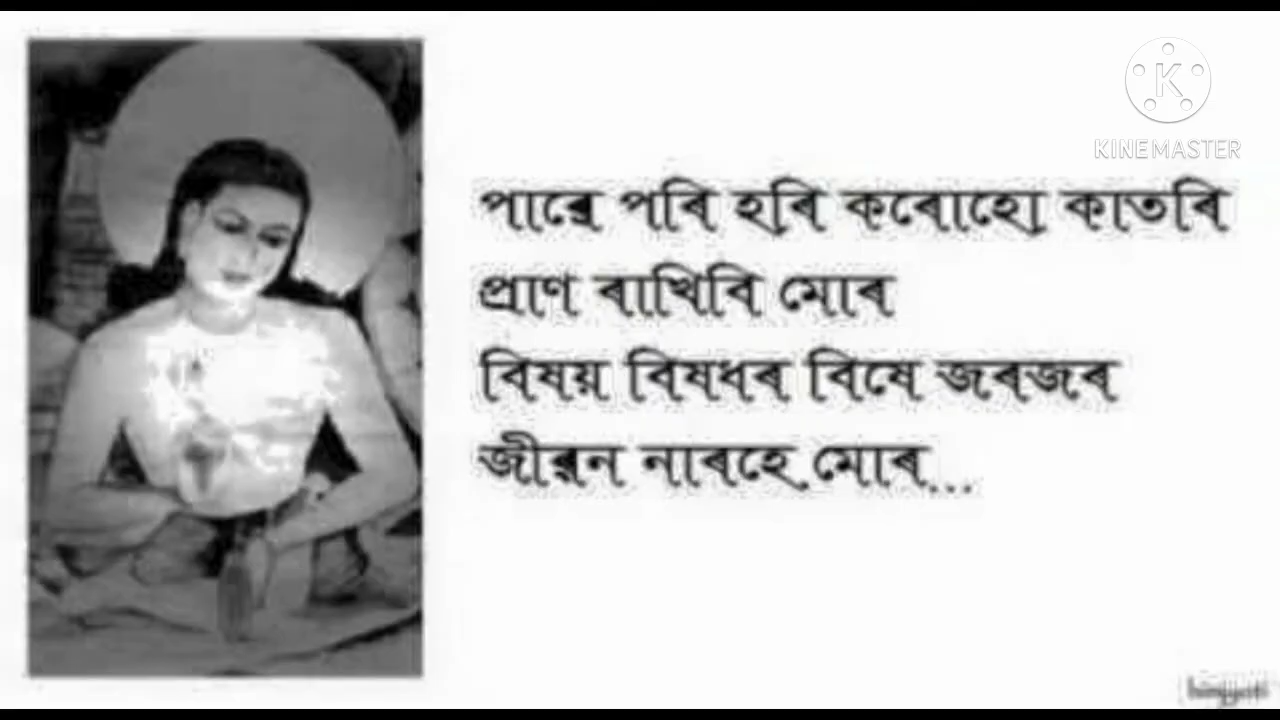 KINEMASTER
পাৱে পৰি হৰি কৰোহো কাতৰি
প্ৰাণ ৰাখিবি মোৰ
বিষয় বিষধৰ বিষে জৰজৰ
জীৱন নাৰহে মোৰ...